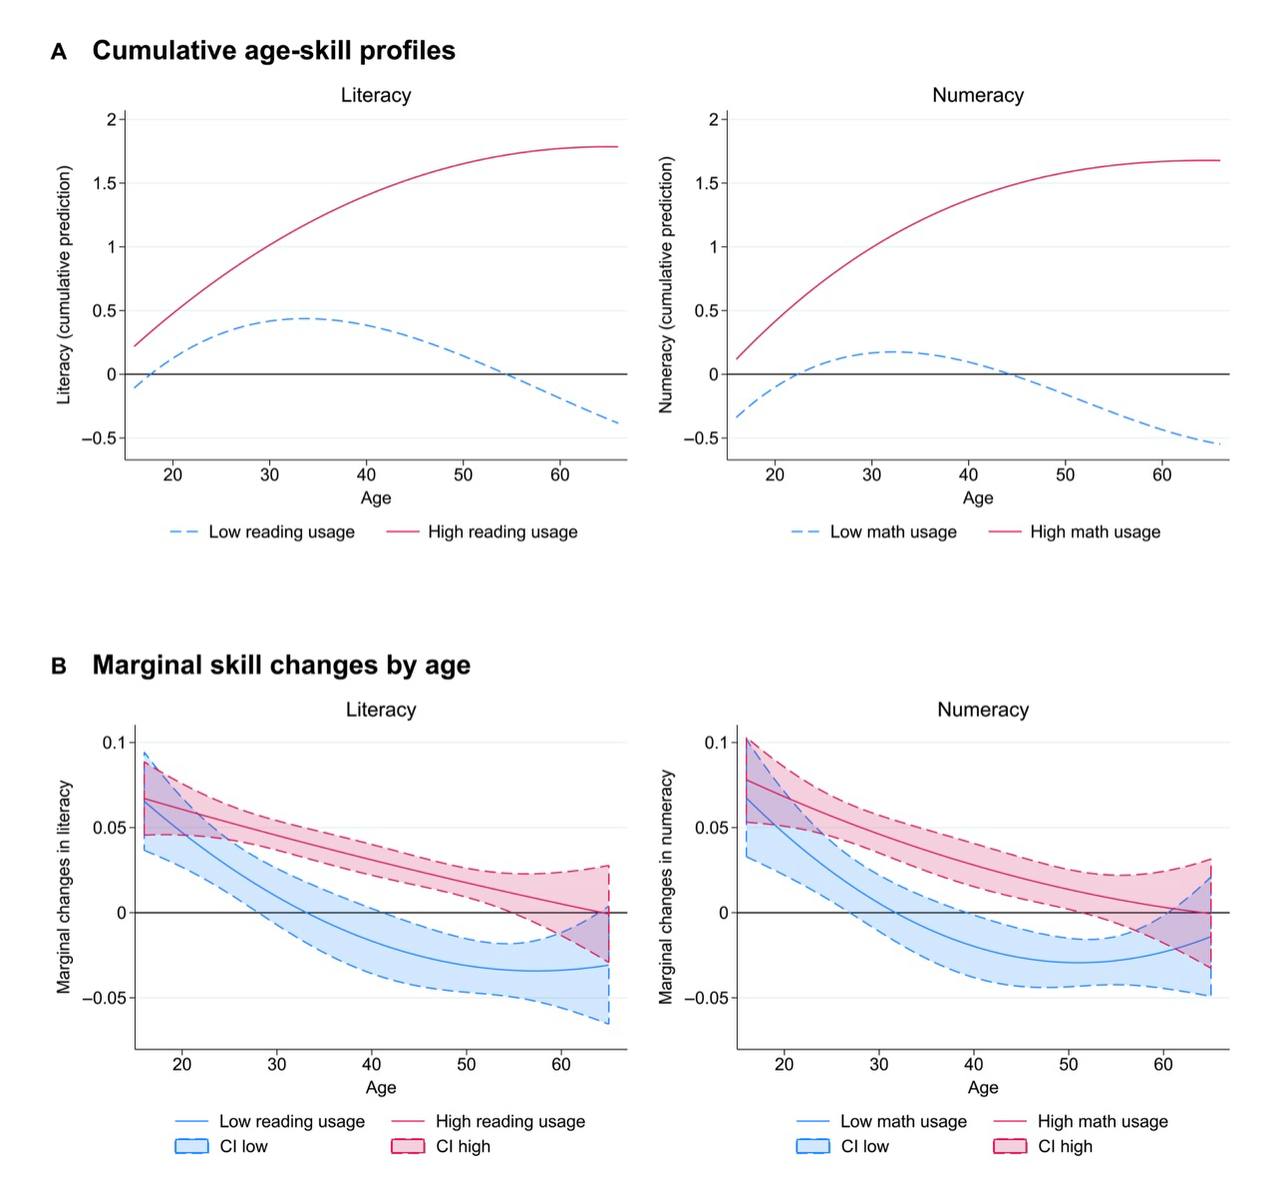 A Cumulative age-skill profiles
Literacy
Literacy (cumulative prediction)
2
1.5
1
0.5
0
–0.5
20 30 40 50 60
Age
Low reading usage High reading usage
Numeracy
Numeracy (cumulative prediction)
2
1.5
1
0.5
0
–0.5
20 30 40 50 60
Age
Low math usage High math usage
B Marginal skill changes by age
Literacy
Marginal changes in literacy
0.1
0.05
0
–0.05
20 30 40 50 60
Age
Low reading usage High reading usage
CI low CI high
Numeracy
Marginal changes in numeracy
0.1
0.05
0
–0.05
20 30 40 50 60
Age
Low math usage High math usage
CI low CI high